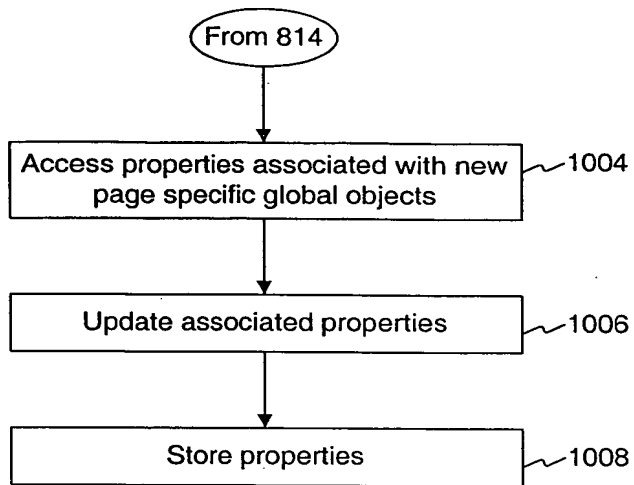 From 814
Access properties associated with new
page specific global objects
1004
Update associated properties
1006
Store properties
1008